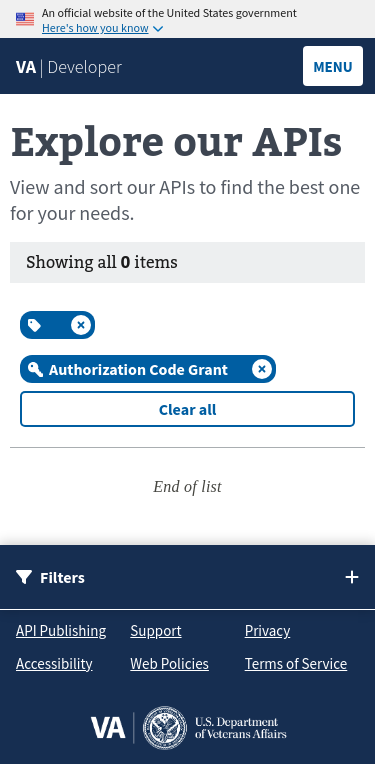 An official website of the United States government
Here's how you know
VA | Developer
MENU
Explore our APIs
View and sort our APIs to find the best one
for your needs.
Showing all 0 items
Authorization Code Grant
Clear all
End of list
Filters
API Publishing Support Privacy
Accessibility Web Policies Terms of Service
VA
U.S. Department
of Veterans Affairs